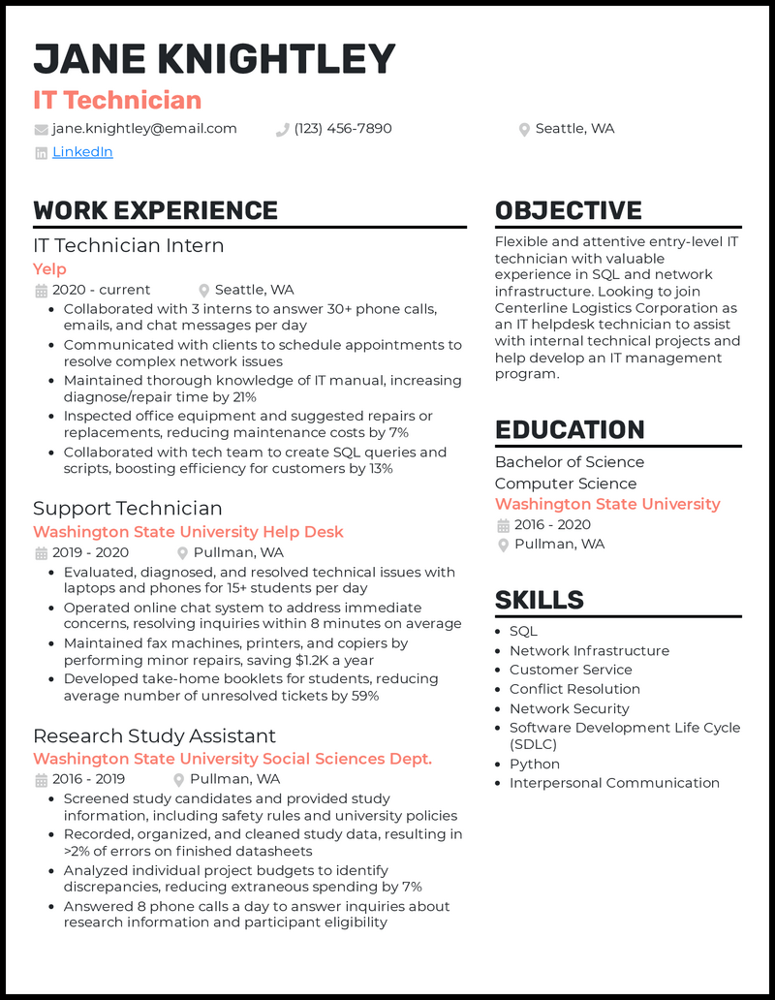 JANE KNIGHTLEY
IT Technician
jane.knightley@email.com
(123) 456-7890
Seattle, WA
LinkedIn
WORK EXPERIENCE
IT Technician Intern
Yelp
2020 - current
Seattle, WA
• Collaborated with 3 interns to answer 30+ phone calls,
emails, and chat messages per day
• Communicated with clients to schedule appointments to
resolve complex network issues
• Maintained thorough knowledge of IT manual, increasing
diagnose/repair time by 21%
• Inspected office equipment and suggested repairs or
replacements, reducing maintenance costs by 7%
• Collaborated with tech team to create SQL queries and
scripts, boosting efficiency for customers by 13%
Support Technician
Washington State University Help Desk
2019 - 2020
Pullman, WA
• Evaluated, diagnosed, and resolved technical issues with
laptops and phones for 15+ students per day
• Operated online chat system to address immediate
concerns, resolving inquiries within 8 minutes on average
• Maintained fax machines, printers, and copiers by
performing minor repairs, saving $1.2K a year
• Developed take-home booklets for students, reducing
average number of unresolved tickets by 59%
Research Study Assistant
Washington State University Social Sciences Dept.
2016 - 2019
Pullman, WA
• Screened study candidates and provided study
information, including safety rules and university policies
• Recorded, organized, and cleaned study data, resulting in
>2% of errors on finished datasheets
• Analyzed individual project budgets to identify
discrepancies, reducing extraneous spending by 7%
• Answered 8 phone calls a day to answer inquiries about
research information and participant eligibility
OBJECTIVE
Flexible and attentive entry-level IT
technician with valuable
experience in SQL and network
infrastructure. Looking to join
Centerline Logistics Corporation as
an IT helpdesk technician to assist
with internal technical projects and
help develop an IT management
program.
EDUCATION
Bachelor of Science
Computer Science
Washington State University
2016 - 2020
Pullman, WA
SKILLS
• SQL
• Network Infrastructure
• Customer Service
• Conflict Resolution
• Network Security
• Software Development Life Cycle
(SDLC)
• Python
• Interpersonal Communication